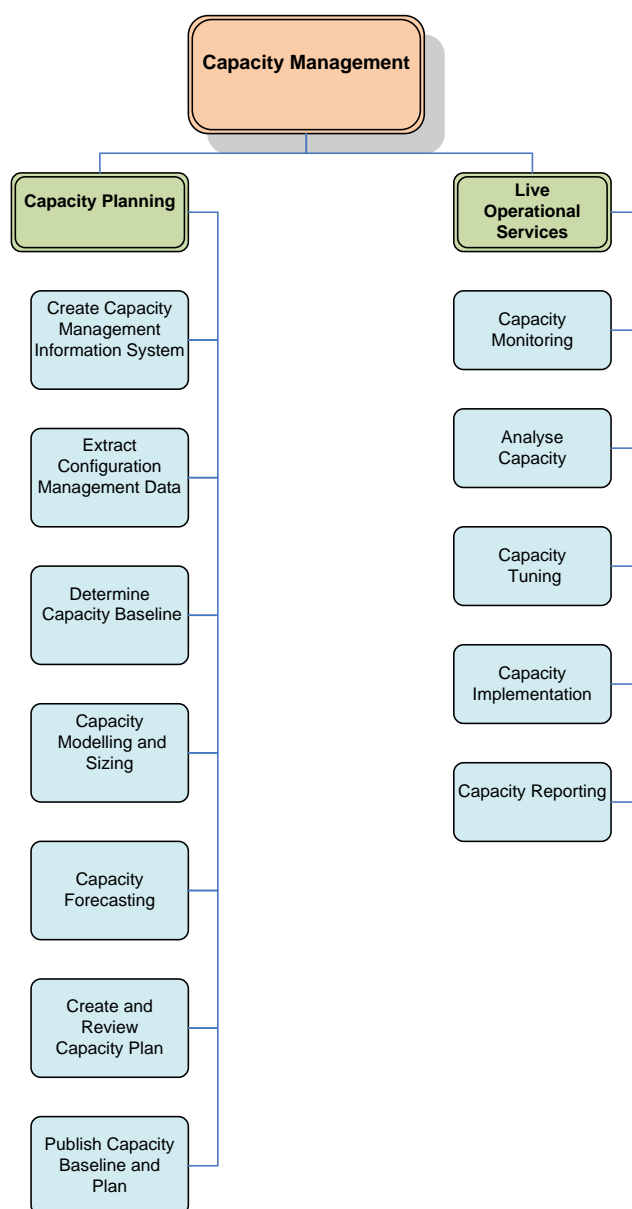 Capacity Management
Capacity Planning
Create Capacity
Management
Information System
Extract
Configuration
Management Data
Determine
Capacity Baseline
Capacity
Modelling and
Sizing
Capacity
Forecasting
Create and
Review
Capacity Plan
Publish Capacity
Baseline and
Plan
Live
Operational
Services
Capacity
Monitoring
Analyse
Capacity
Capacity
Tuning
Capacity
Implementation
Capacity Reporting